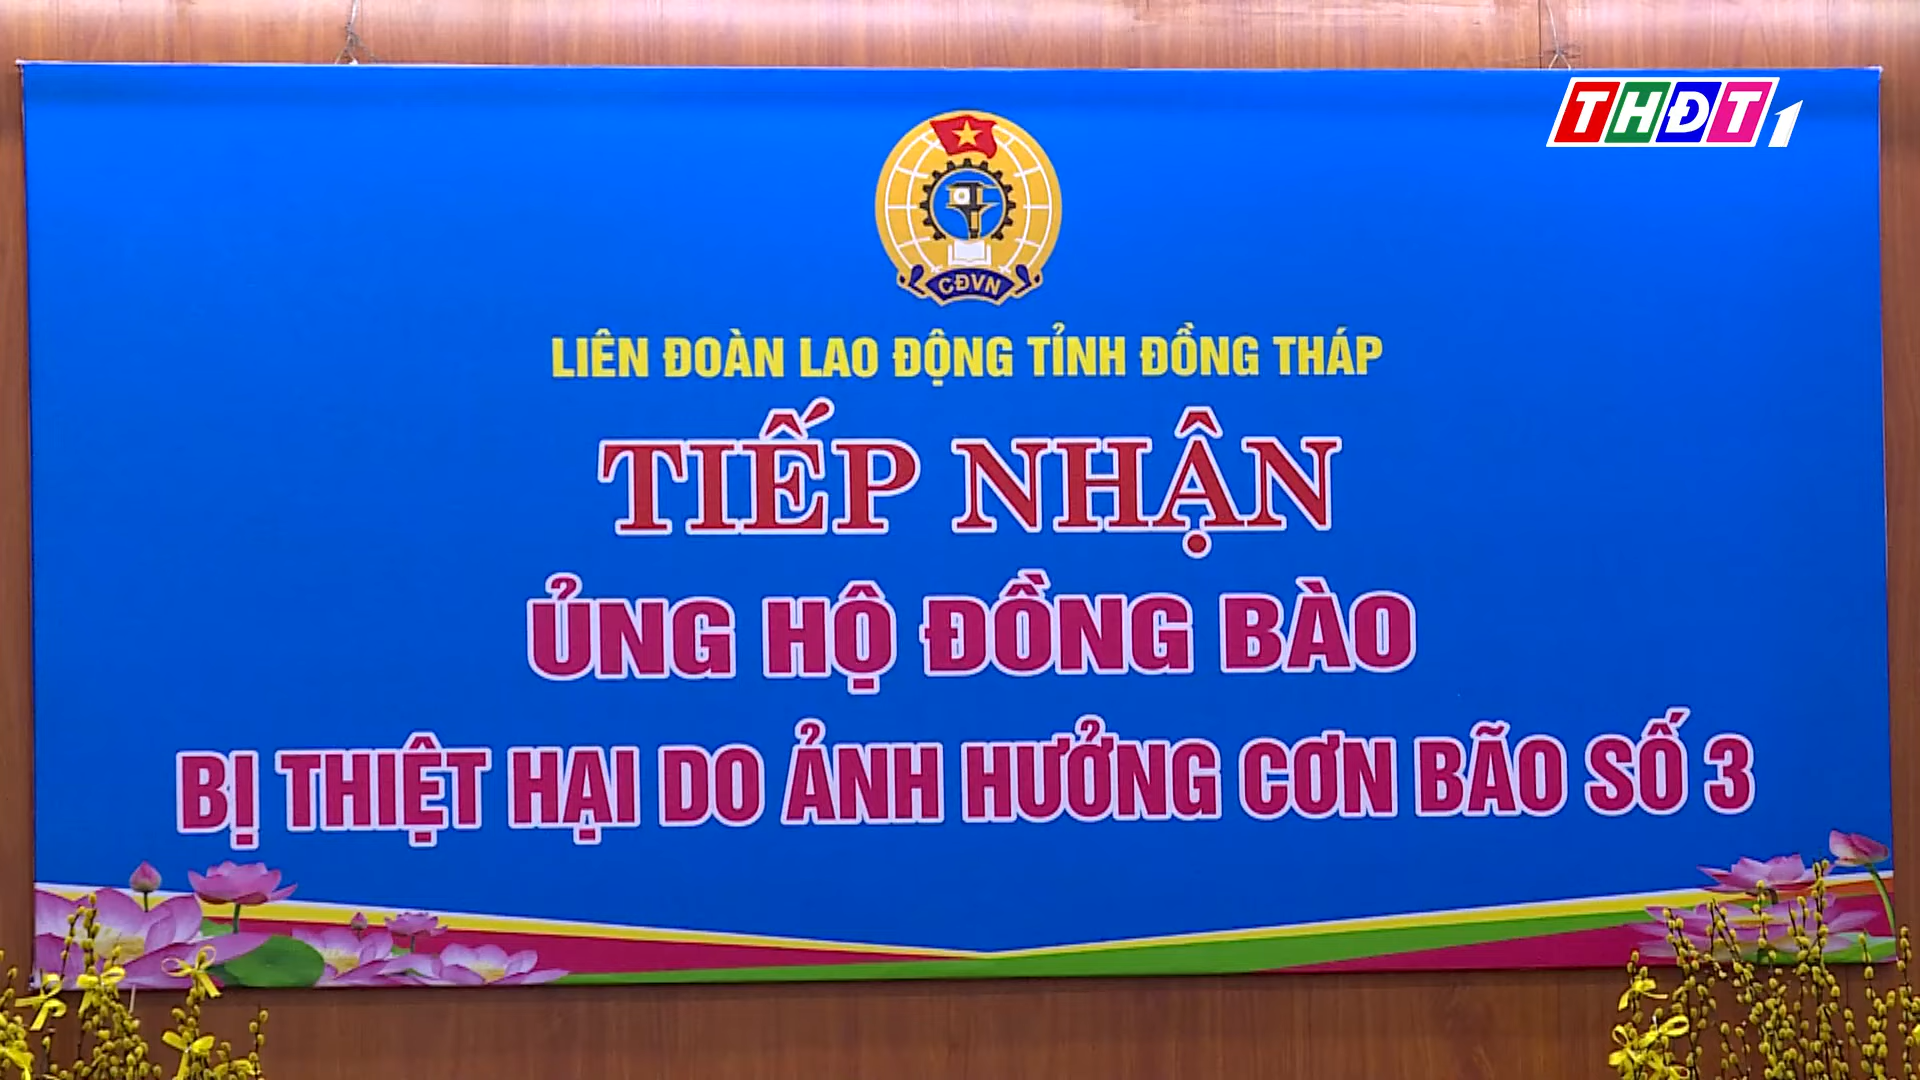 THĐT1
CĐVN
LIÊN ĐOÀN LAO ĐỘNG TỈNH ĐỒNG THÁP
TIẾP NHẬN
ỦNG HỘ ĐỒNG BÀO
BỊ THIỆT HẠI DO ẢNH HƯỞNG CƠN BÃO SỐ 3